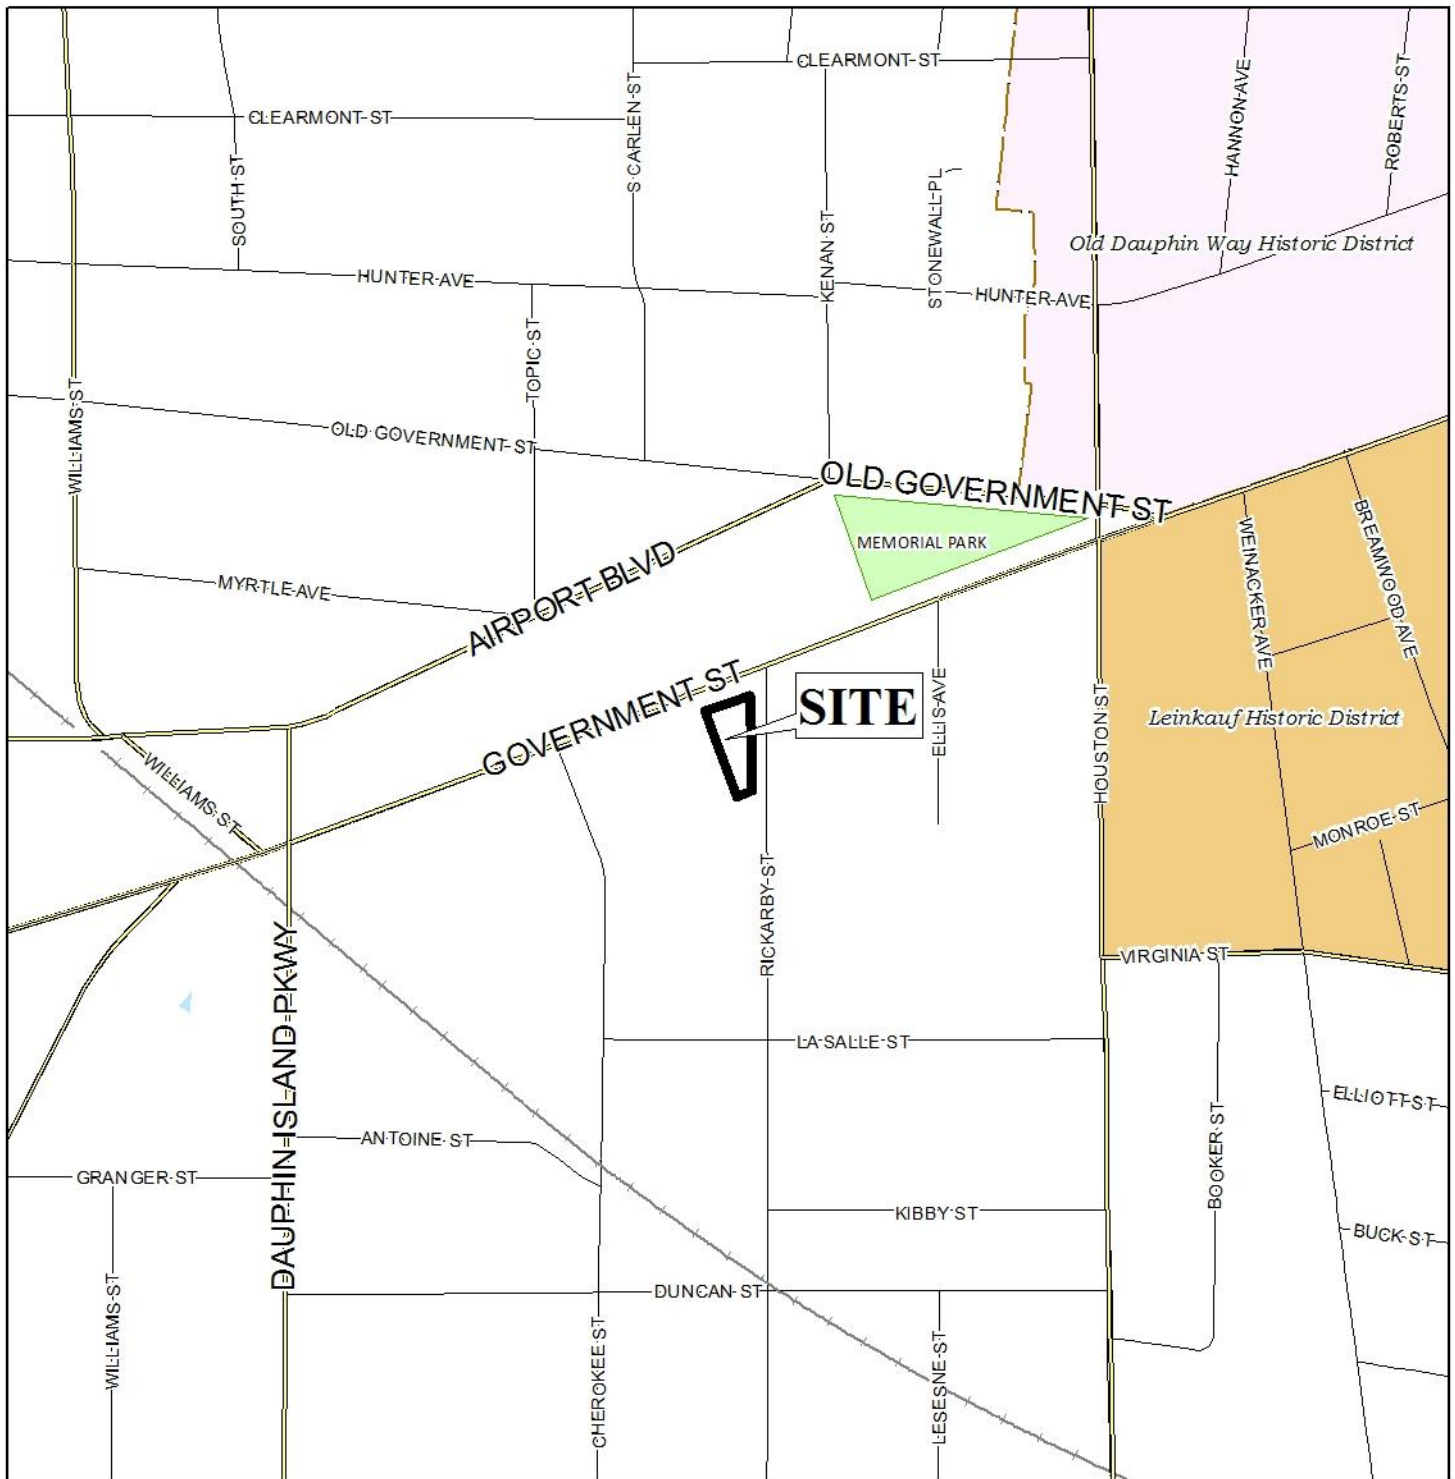 CLEARMONT ST
CLEARMONT ST
S CARLEN ST
HANNON AVE
ROBERTS ST
SOUTH ST
KENAN ST
STONEWALL PL
Old Dauphin Way Historic District
HUNTER AVE
HUNTER AVE
TOPIC ST
WILLIAMS ST
OLD GOVERNMENT ST
OLD GOVERNMENT ST
MEMORIAL PARK
WEINACKER AVE
BREAMWOOD AVE
MYRTLE AVE
AIRPORT BLVD
GOVERNMENT ST
SITE
ELLIS AVE
HOUSTON ST
Leinkauf Historic District
WILLIAMS ST
MONROE ST
RICKARBY ST
VIRGINIA ST
DAUPHIN ISLAND PKWY
LA SALLE ST
ELLIOTT ST
ANTOINE ST
GRANGER ST
BOOKER ST
KIBBY ST
BUCK ST
DUNCAN ST
WILLIAMS ST
CHEROKEE ST
LESESNE ST